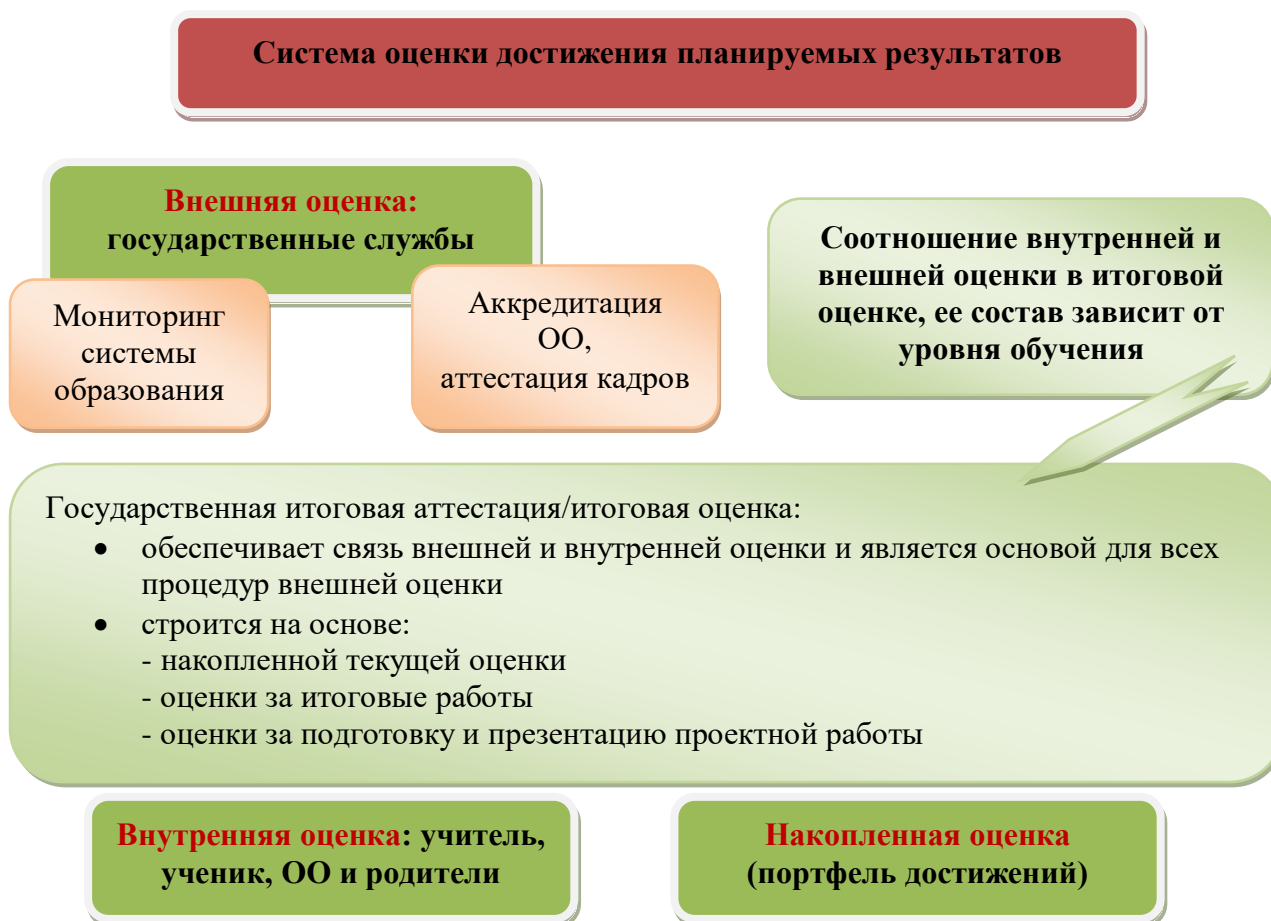 Система оценки достижения планируемых результатов
Внешняя оценка:
государственные службы
Мониторинг
системы
образования
Аккредитация
ОО,
аттестация кадров
Соотношение внутренней и
внешней оценки в итоговой
оценке, ее состав зависит от
уровня обучения
Государственная итоговая аттестация/итоговая оценка:
• обеспечивает связь внешней и внутренней оценки и является основой для всех
процедур внешней оценки
• строится на основе:
- накопленной текущей оценки
- оценки за итоговые работы
- оценки за подготовку и презентацию проектной работы
Внутренняя оценка: учитель,
ученик, ОО и родители
Накопленная оценка
(портфель достижений)